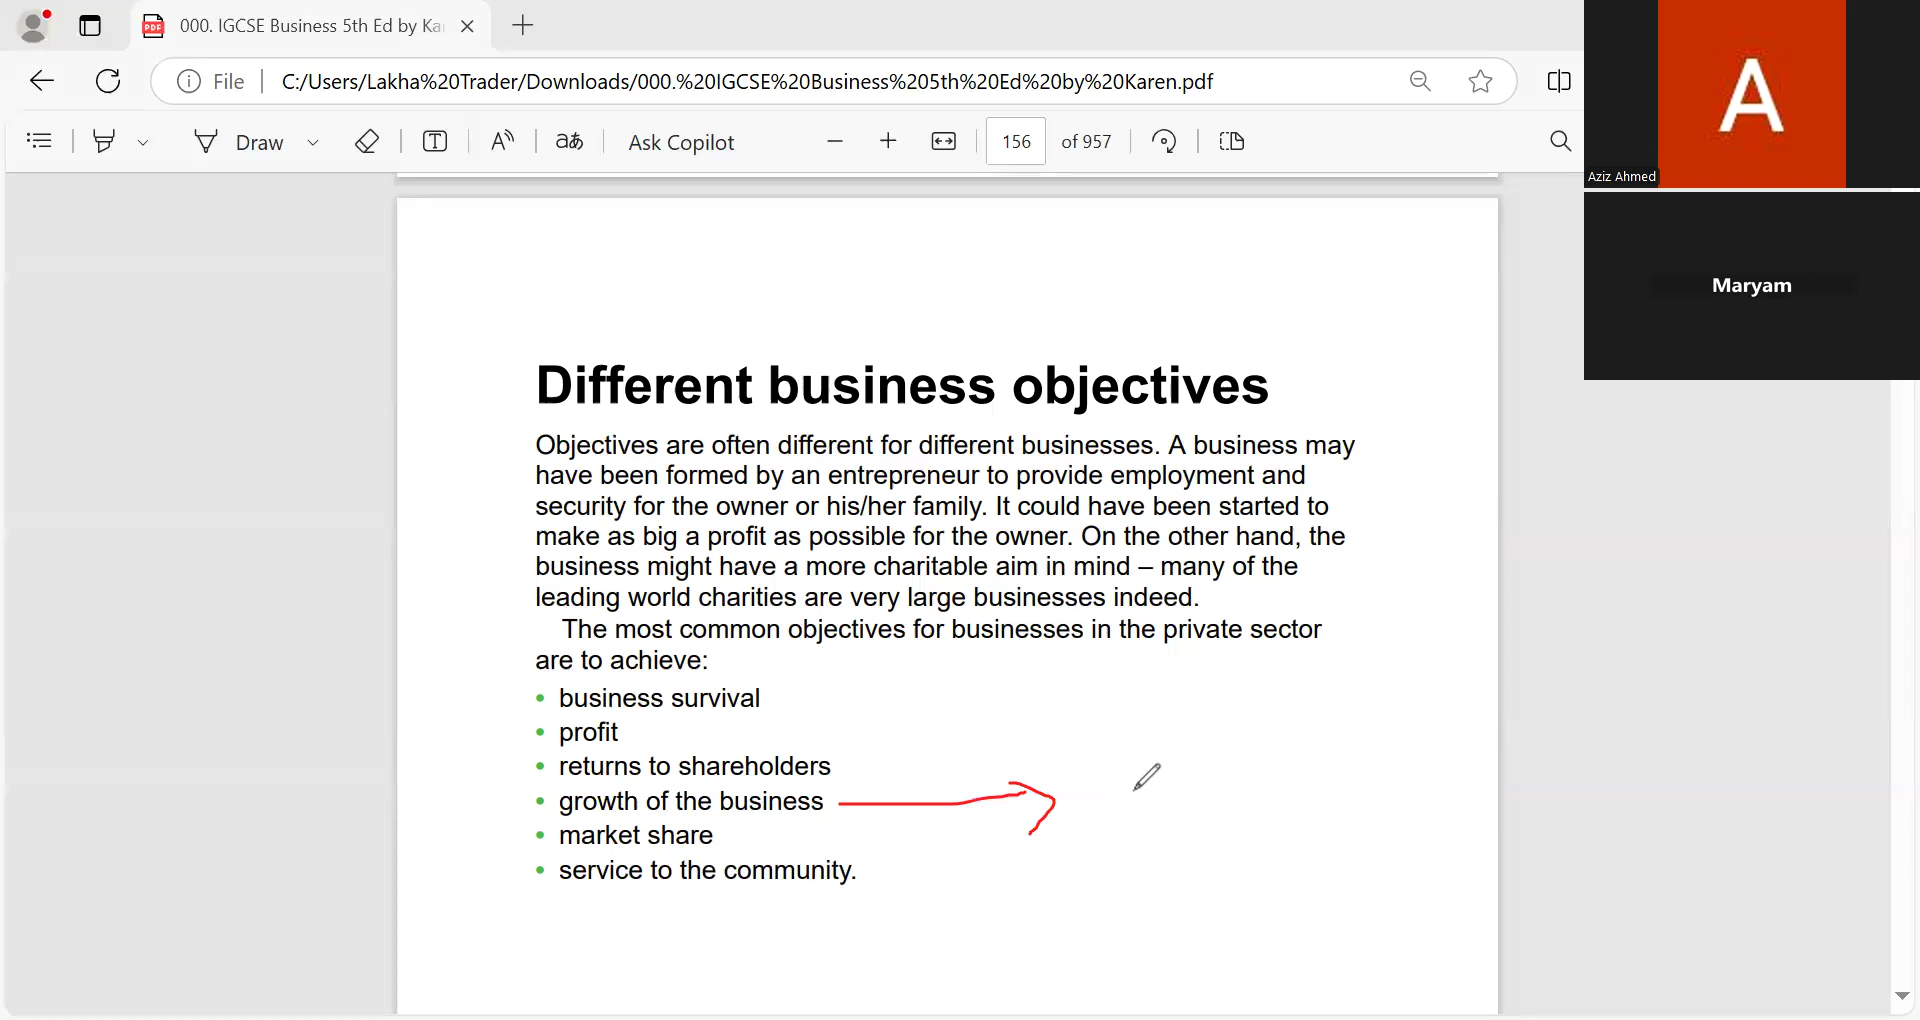 000. IGCSE Business 5th Ed by Ka
File
C:/Users/Lakha%20Trader/Downloads/000.%20IGCSE%20Business%205th%20Ed%20by%20Karen.pdf
Draw
T
A
aあ
Ask Copilot
156
of 957
A
Aziz Ahmed
Maryam
Different business objectives
Objectives are often different for different businesses. A business may
have been formed by an entrepreneur to provide employment and
security for the owner or his/her family. It could have been started to
make as big a profit as possible for the owner. On the other hand, the
business might have a more charitable aim in mind – many of the
leading world charities are very large businesses indeed.
The most common objectives for businesses in the private sector
are to achieve:
• business survival
• profit
• returns to shareholders
• growth of the business
• market share
• service to the community.